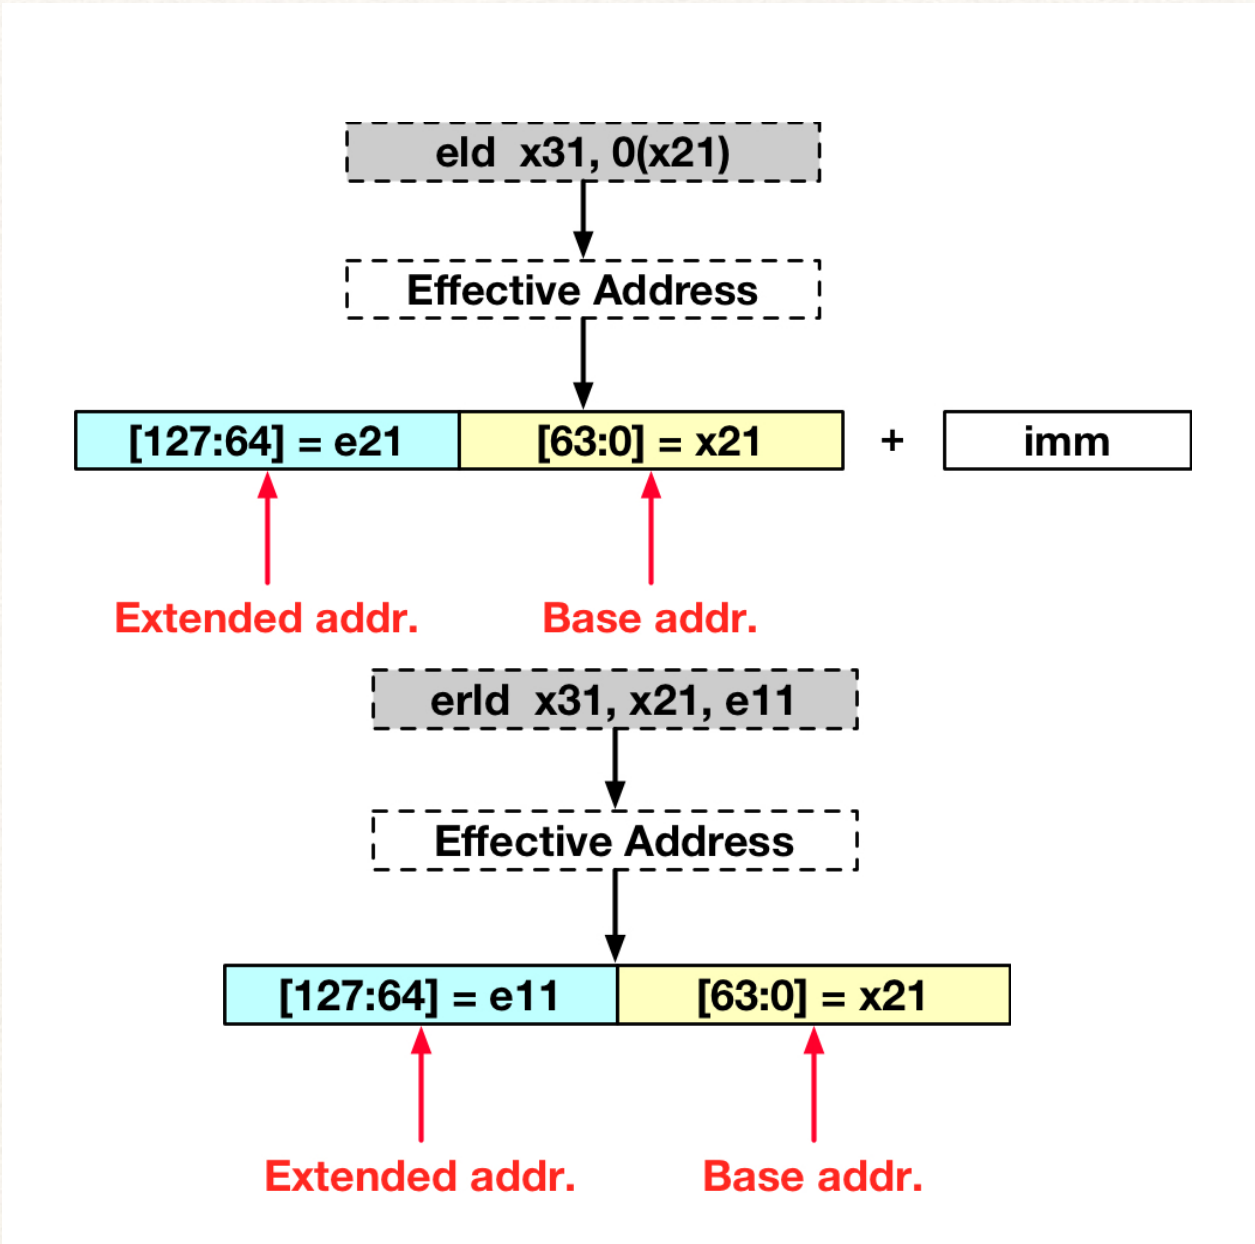 eld x31, 0(x21)
Effective Address
[127:64] = e21 [63:0] = x21 + imm
Extended addr. Base addr.
erld x31, x21, e11
Effective Address
[127:64] = e11 [63:0] = x21
Extended addr. Base addr.